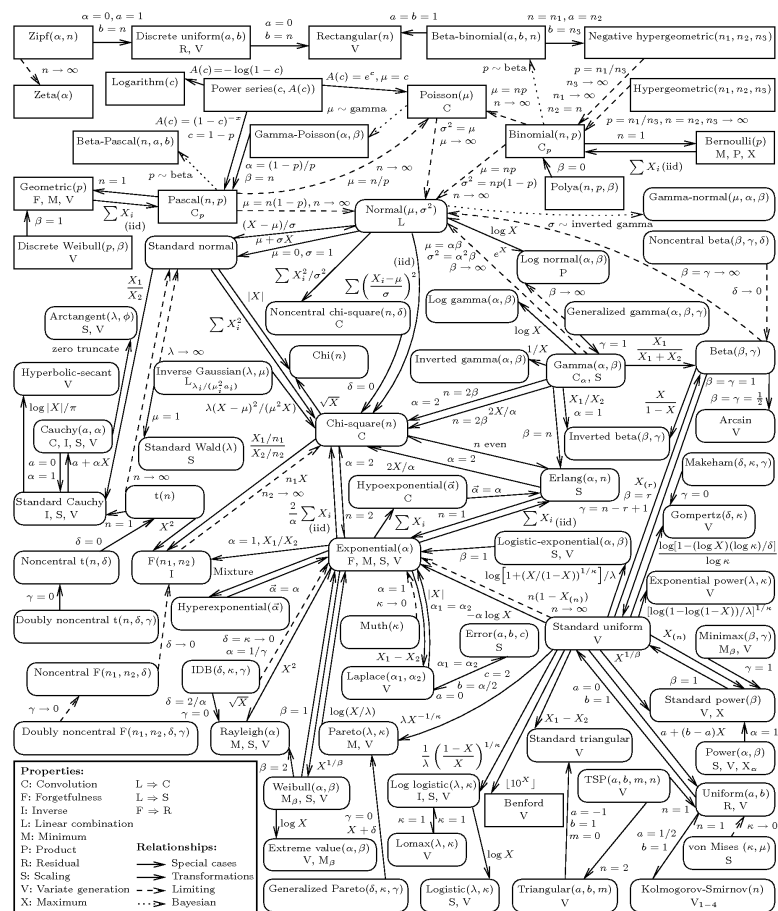 α = 0, a = 1
b = n
a = 0
b = n
a = b = 1
n = n₁, a = n₂
b = n₃
Zipf(α, n)
Discrete uniform(a, b)
R, V
Rectangular(n)
V
Beta-binomial(a, b, n)
Negative hypergeometric(n₁, n₂, n₃)
n → ∞
Zeta(α)
Logarithm(c)
A(c) = −log(1 − c)
Power series(c, A(c))
A(c) = eᶜ, μ = c
μ ∼ gamma
Poisson(μ)
C
p ∼ beta
μ = np
n → ∞
n₂ = n
p = n₁/n₃
n₃ → ∞
n₁ → ∞
Hypergeometric(n₁, n₂, n₃)
p = n₁/n₃, n = n₂, n₃ → ∞
A(c) = (1 − c)⁻ˣ
c = 1 − p
Beta-Pascal(n, a, b)
Gamma-Poisson(α, β)
σ² = μ
μ → ∞
Binomial(n, p)
Cₚ
n = 1
∑ Xᵢ (iid)
Bernoulli(p)
M, P, X
p ∼ beta
α = (1 − p)/p
β = n
n → ∞
μ = n/p
μ = np
σ² = np(1 − p)
n → ∞
β = 0
Polya(n, p, β)
Geometric(p)
F, M, V
n = 1
∑ Xᵢ
(iid)
Pascal(n, p)
Cₚ
μ = n(1 − p), n → ∞
Normal(μ, σ²)
L
Gamma-normal(μ, α, β)
σ ∼ inverted gamma
β = 1
Discrete Weibull(p, β)
V
Standard normal
(X − μ)/σ
μ + σX
μ = 0, σ = 1
(iid)
μ = αβ
σ² = α²β
β → ∞
log X
eˣ
Log normal(α, β)
P
β → ∞
Noncentral beta(β, γ, δ)
β = γ → ∞
δ → 0
X₁
X₂
|X|
∑ Xᵢ²/σ²
∑ ((Xᵢ−μ)/σ)²
Log gamma(α, β)
log X
Generalized gamma(α, β, γ)
γ = 1
Arctangent(λ, φ)
S, V
∑ Xᵢ²
Noncentral chi-square(n, δ)
C
zero truncate
λ → ∞
Chi(n)
δ = 0
√X
Inverted gamma(α, β)
1/X
Gamma(α, β)
C_α, S
X₁
X₁ + X₂
Beta(β, γ)
Hyperbolic-secant
V
Inverse Gaussian(λ, μ)
L_{λᵢ/(μᵢ²aᵢ)}
λ(X − μ)²/(μ²X)
α = 2
n = 2β
n = 2β
2X/α
X₁/X₂
α = 1
X
1 − X
β = γ = 1
β = γ = 1/2
Arcsin
V
log |X|/π
μ = 1
Cauchy(a, α)
C, I, S, V
Standard Wald(λ)
S
Chi-square(n)
C
β = n
Inverted beta(β, γ)
n even
α = 2
a = 0
α = 1
a + αX
X₁/n₁
X₂/n₂
α = 2
2X/α
X₍ᵣ₎
β = r
γ = n − r + 1
Makeham(δ, κ, γ)
γ = 0
n → ∞
Standard Cauchy
I, S, V
n = 1
t(n)
X²
n₁X
n₂ → ∞
Hypoexponential(α⃗)
C
α⃗ = α
Erlang(α, n)
S
Gompertz(δ, κ)
V
δ = 0
2/α ∑ Xᵢ
(iid)
n = 2
∑ Xᵢ
n = 1
∑ Xᵢ (iid)
log[1−(log X)(log κ)/δ]
log κ
Noncentral t(n, δ)
F(n₁, n₂)
I
α = 1, X₁/X₂
Mixture
Exponential(α)
F, M, S, V
β = 1
Logistic-exponential(α, β)
S, V
log[1+(X/(1−X))^{1/κ}]/λ
Exponential power(λ, κ)
V
γ = 0
Doubly noncentral t(n, δ, γ)
Hyperexponential(α⃗)
α⃗ = α
α = 1
κ → 0
|X|
α₁ = α₂
n(1 − X₍ₙ₎)
n → ∞
[log(1−log(1−X))/λ]^{1/κ}
δ → 0
δ = κ → 0
α = 1/γ
Muth(κ)
−α log X
Error(a, b, c)
S
Standard uniform
V
X^{1/β}
X₍ₙ₎
Minimax(β, γ)
M_β, V
γ = 1
Noncentral F(n₁, n₂, δ)
IDB(δ, κ, γ)
X²
X₁ − X₂
Laplace(α₁, α₂)
V
α₁ = α₂
c = 2
b = α/2
a = 0
β = 1
Standard power(β)
V, X
γ → 0
δ = 2/α
γ = 0
√X
β = 1
log(X/λ)
λX^{−1/κ}
a = 0
b = 1
a + (b − a)X
α = 1
Doubly noncentral F(n₁, n₂, δ, γ)
Rayleigh(α)
M, S, V
Pareto(λ, κ)
M, V
X₁ − X₂
Standard triangular
V
Power(α, β)
S, V, X_α
1/λ ((1 − X)/X)^{1/κ}
β = 2
X^{1/β}
Weibull(α, β)
M_β, S, V
Log logistic(λ, κ)
I, S, V
⌊10ˣ⌋
Benford
V
TSP(a, b, m, n)
V
Uniform(a, b)
R, V
n = 1
log X
γ = 0
X + δ
κ = 1
κ = 1
a = −1
b = 1
m = 0
a = 1/2
b = 1
n = 1
κ → 0
Extreme value(α, β)
V, M_β
Lomax(λ, κ)
V
log X
n = 2
von Mises (κ, μ)
S
Generalized Pareto(δ, κ, γ)
Logistic(λ, κ)
S, V
Triangular(a, b, m)
V
Kolmogorov-Smirnov(n)
V₁₋₄
Properties:
C: Convolution L ⇒ C
F: Forgetfulness L ⇒ S
I: Inverse F ⇒ R
L: Linear combination
M: Minimum
P: Product
R: Residual
S: Scaling
V: Variate generation
X: Maximum
Relationships:
Special cases
Transformations
Limiting
Bayesian